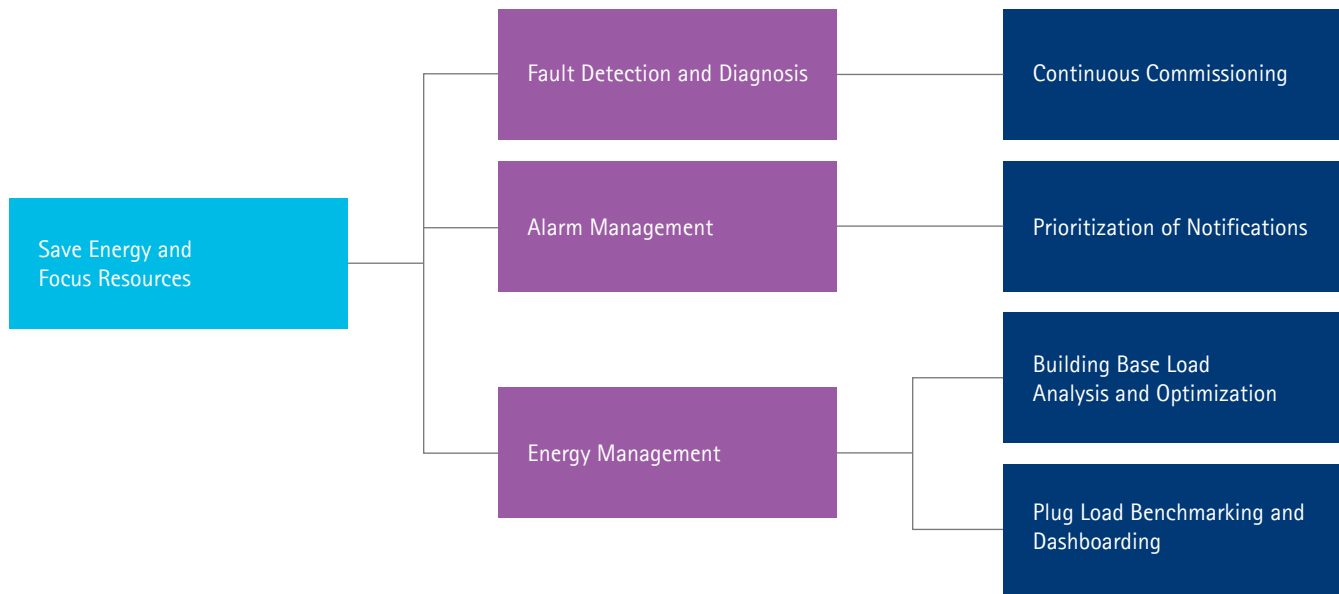 Save Energy and
Focus Resources
Fault Detection and Diagnosis
Continuous Commissioning
Alarm Management
Prioritization of Notifications
Energy Management
Building Base Load
Analysis and Optimization
Plug Load Benchmarking and
Dashboarding